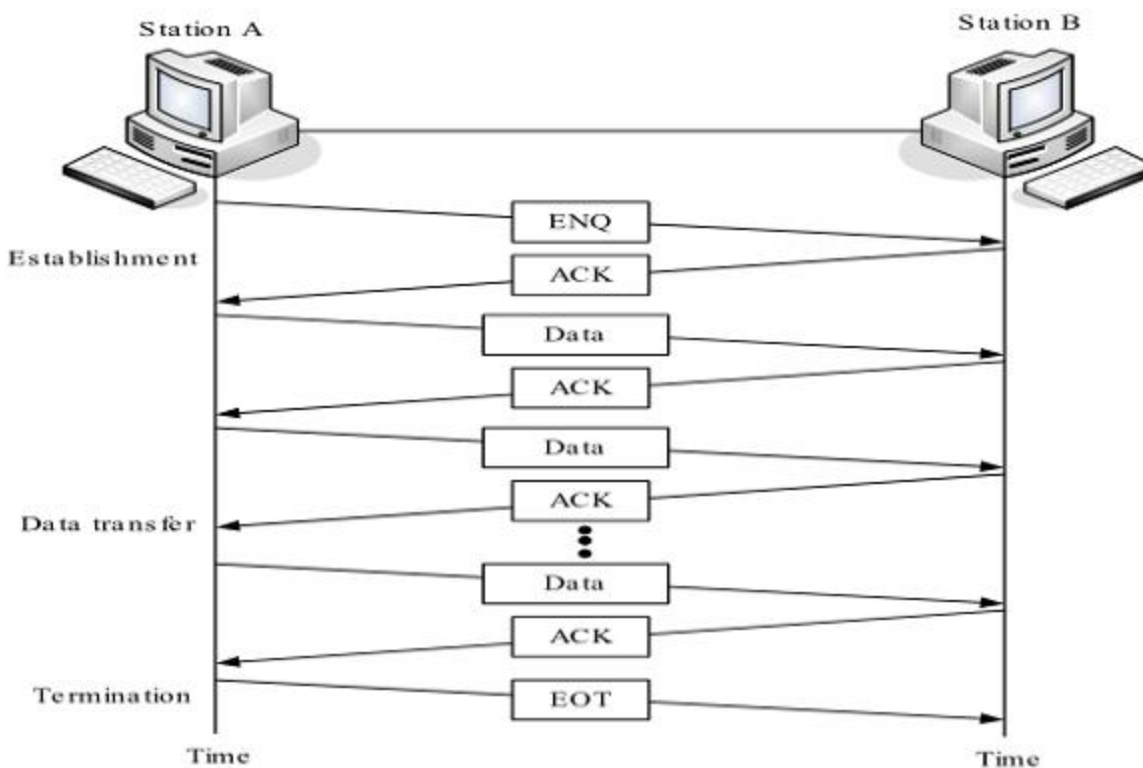 Station A
Station B
ENQ
Establishment
ACK
Data
ACK
Data
ACK
Data transfer
Data
ACK
Termination
EOT
Time
Time